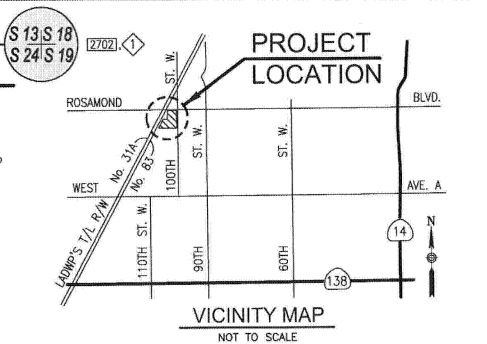 S 13 S 18
S 24 S 19
2702 1
PROJECT
LOCATION
ROSAMOND
BLVD.
ST. W.
100TH
ST. W.
90TH
ST. W.
60TH
No. 31A
No. 83
LADWP'S T/L R/W
WEST
AVE. A
110TH ST. W.
14
N
138
VICINITY MAP
NOT TO SCALE